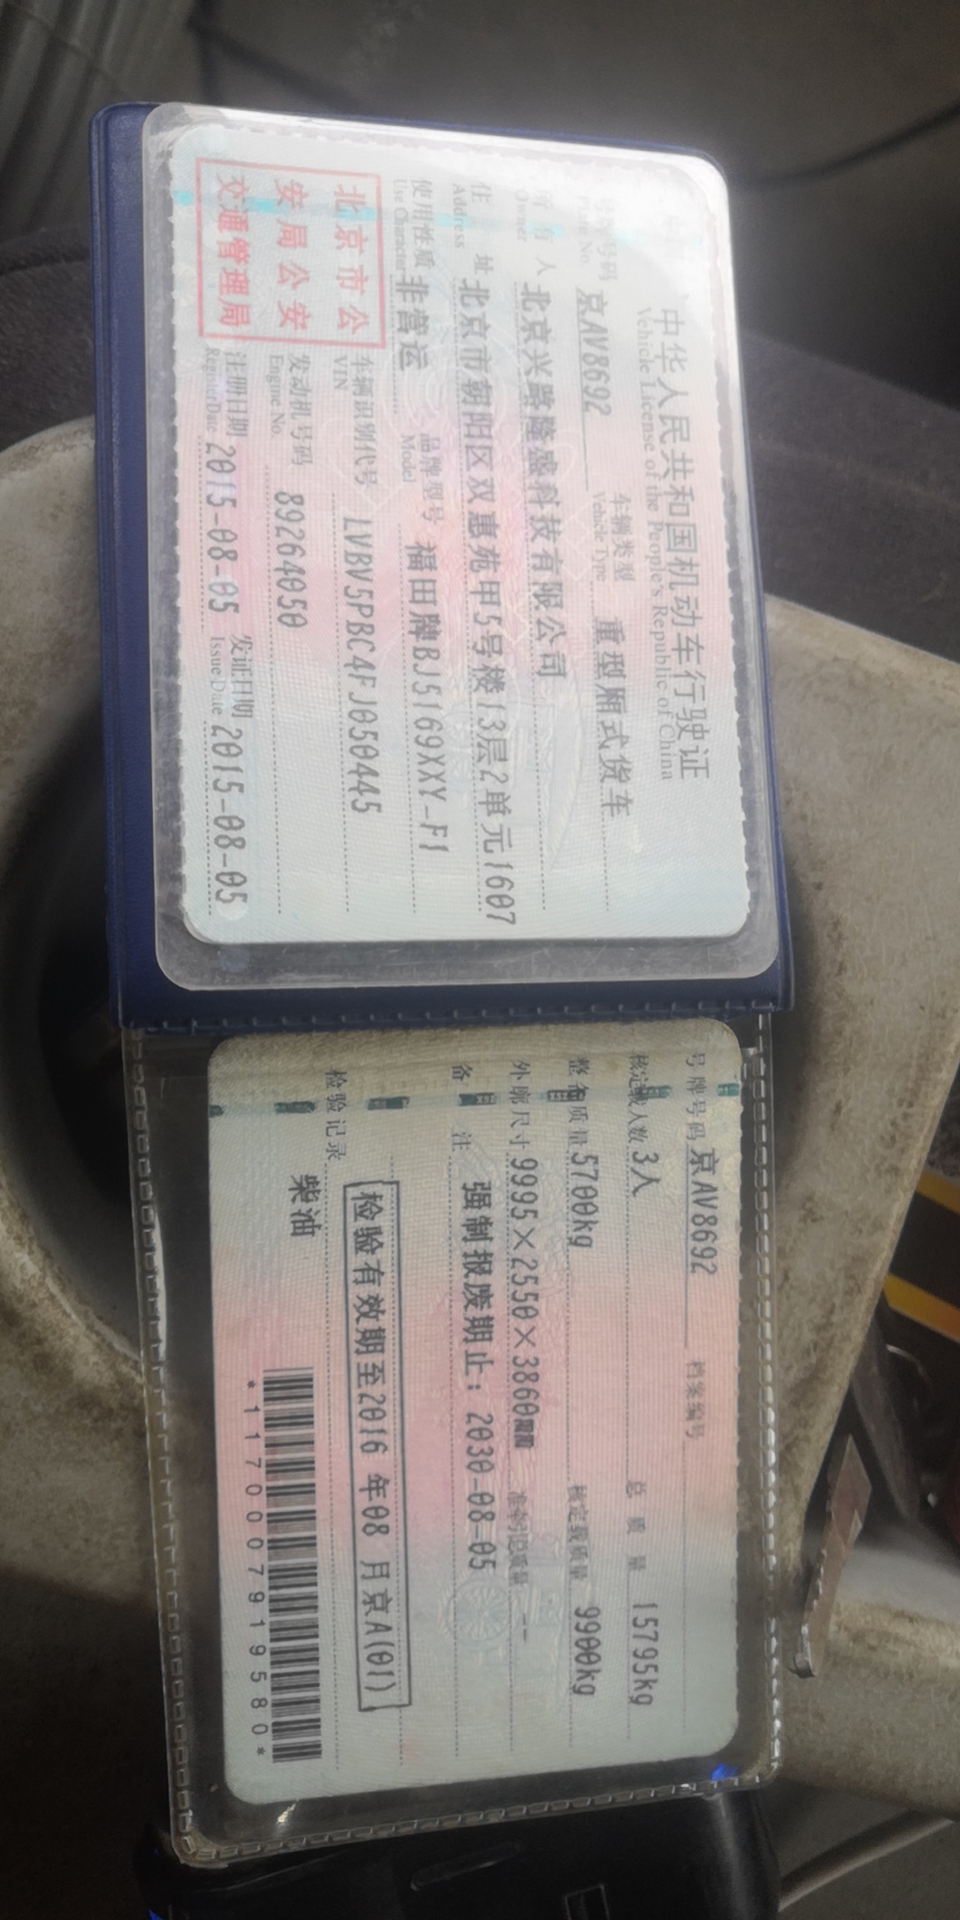 中华人民共和国机动车行驶证
Vehicle License of the People's Republic of China
号牌号码 京AV8692 车辆类型 重型厢式货车
Plate No. Vehicle Type
所有人 北京兴路隆盛科技有限公司
Owner
住址 北京市朝阳区双惠苑甲5号楼13层2单元1607
Address
使用性质 非营运 品牌型号 福田牌BJ5169XXY-F1
Use Character Model
北京市公
安局公安
交通管理局
车辆识别代号 LVBV5PBC4FJ050445
VIN
发动机号码 89264050
Engine No.
注册日期 2015-08-05 发证日期 2015-08-05
Register Date Issue Date
号牌号码 京AV8692 档案编号
核定载人数 3人 总质量 15795kg
整备质量 5700kg 核定载质量 9900kg
外廓尺寸 9995×2550×3860 准牵引总质量 --
备注 强制报废期止：2030-08-05
检验有效期至2016 年08 月京A(01)
检验记录
柴油
*1170007919580*